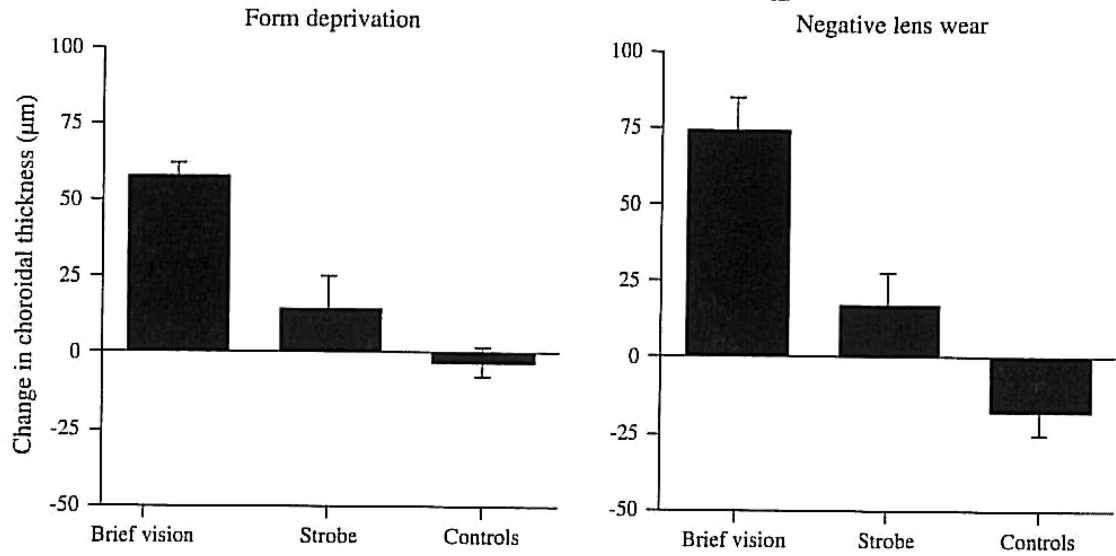 Form deprivation
Change in choroidal thickness (μm)
100
75
50
25
0
-25
-50
Brief vision Strobe Controls
Negative lens wear
100
75
50
25
0
-25
-50
Brief vision Strobe Controls